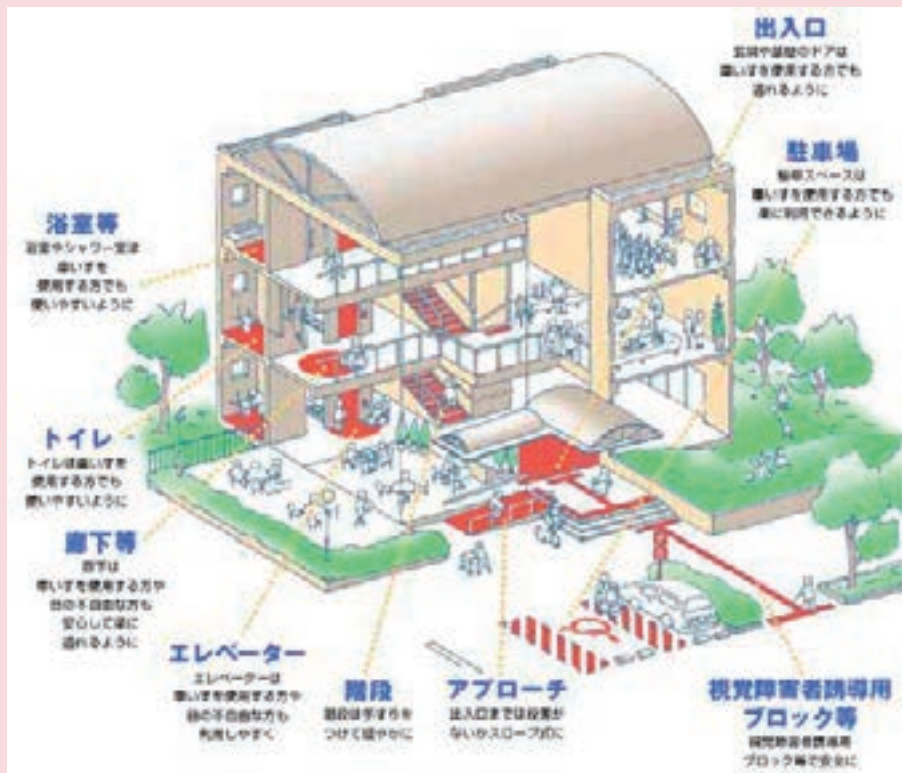 出入口
玄関や部屋のドアは
車いすを使用する方でも
通れるように
駐車場
駐車スペースは
車いすを使用する方でも
楽に利用できるように
浴室等
浴室やシャワー室は
車いすを
使用する方でも
使いやすいように
トイレ
トイレは車いすを
使用する方でも
使いやすいように
廊下等
廊下は
車いすを使用する方や
目の不自由な方も
安心して楽に
通れるように
エレベーター
エレベーターは
車いすを使用する方や
目の不自由な方も
利用しやすく
階段
階段は手すりを
つけて緩やかに
アプローチ
出入口までは段差が
ないかスロープ式に
視覚障害者誘導用
ブロック等
視覚障害者誘導用
ブロック等で安全に